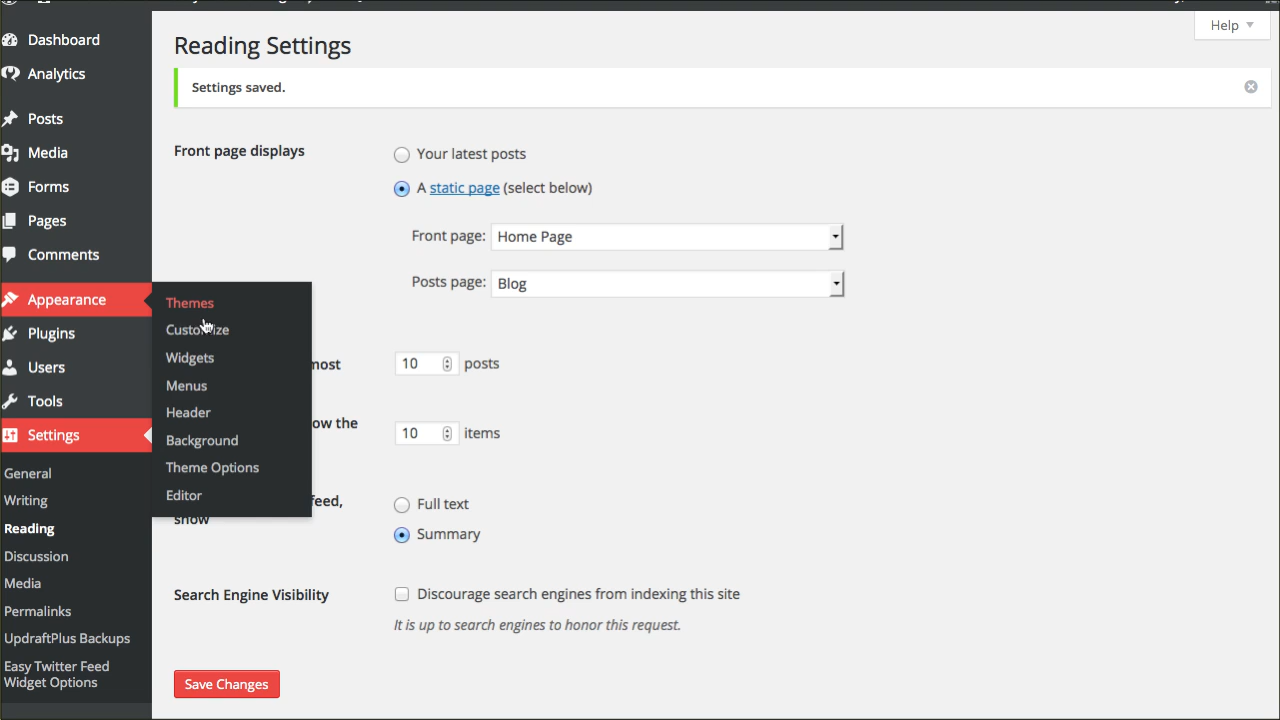 Help
Dashboard
Analytics
Posts
Media
Forms
Pages
Comments
Appearance
Plugins
Users
Tools
Settings
General
Writing
Reading
Discussion
Media
Permalinks
UpdraftPlus Backups
Easy Twitter Feed
Widget Options
Themes
Customize
Widgets
Menus
Header
Background
Theme Options
Editor
Reading Settings
Settings saved.
Front page displays
Your latest posts
A static page (select below)
Front page: Home Page
Posts page: Blog
most
10 posts
ow the
10 items
feed,
show
Full text
Summary
Search Engine Visibility
Discourage search engines from indexing this site
It is up to search engines to honor this request.
Save Changes